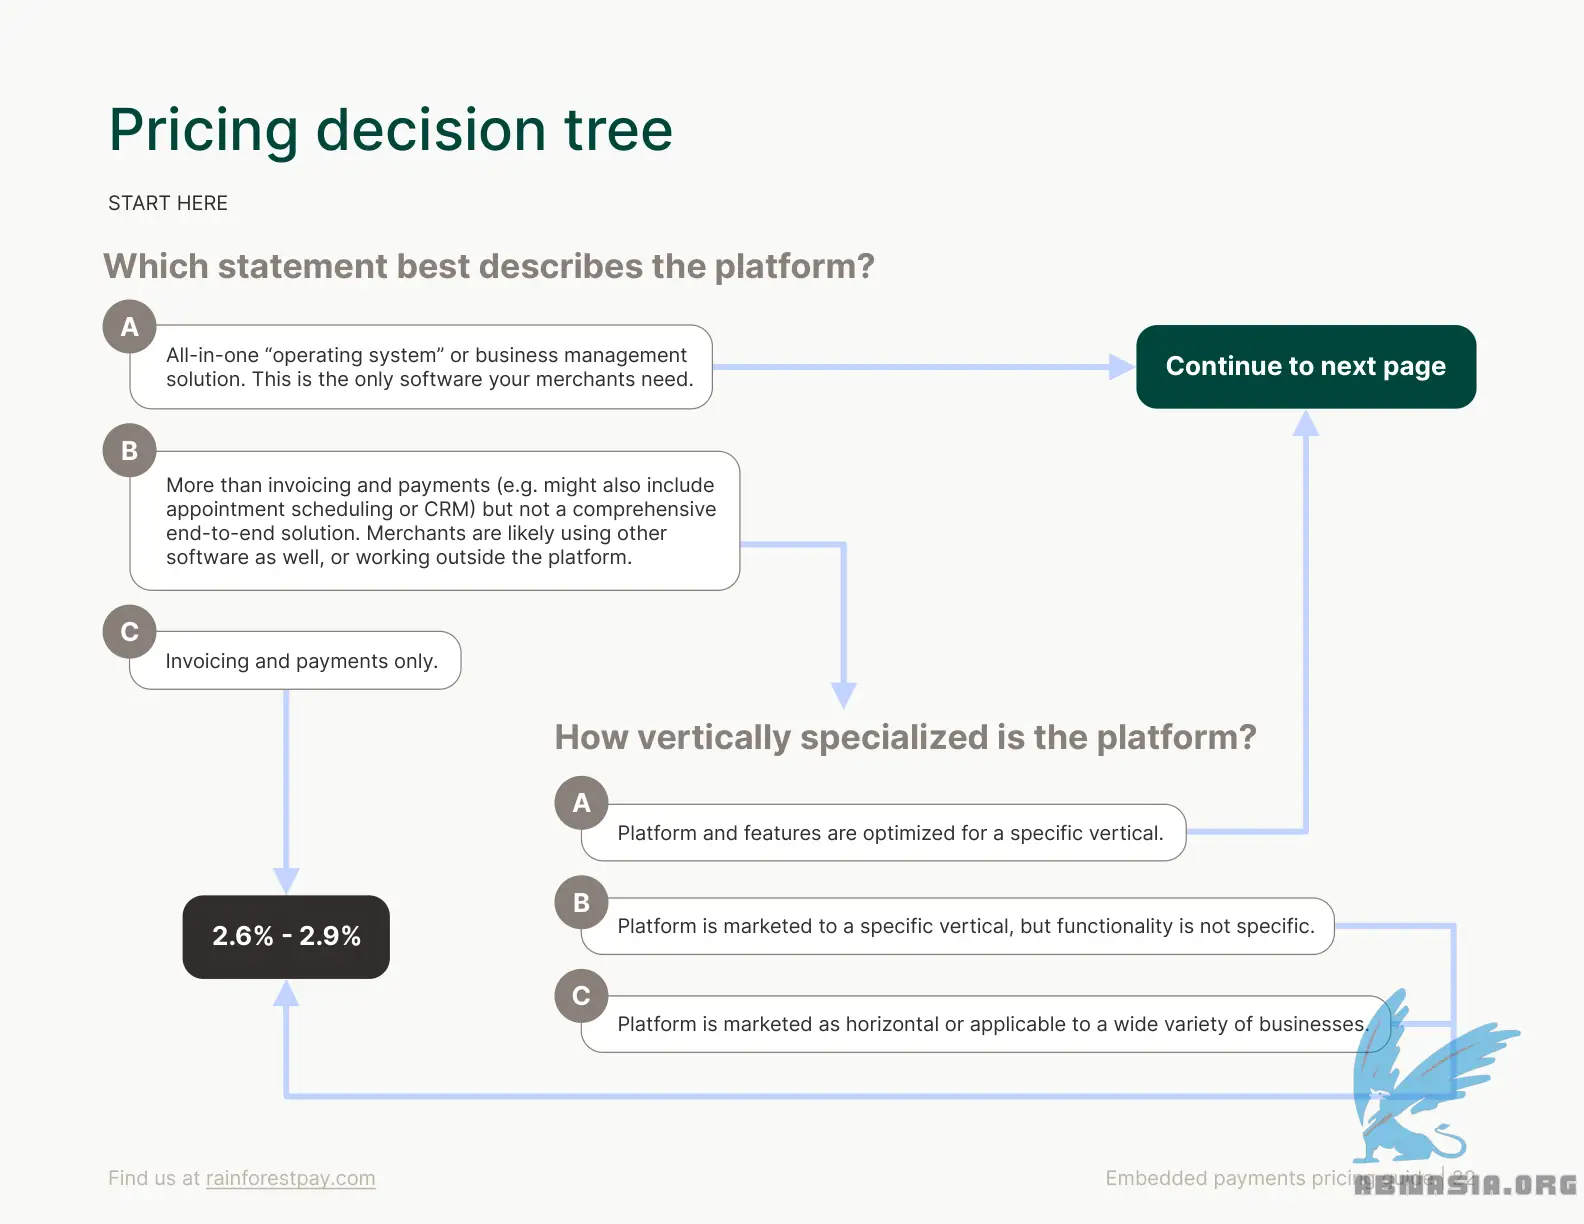 Pricing decision tree
START HERE
Which statement best describes the platform?
A
All-in-one “operating system” or business management
solution. This is the only software your merchants need.
Continue to next page
B
More than invoicing and payments (e.g. might also include
appointment scheduling or CRM) but not a comprehensive
end-to-end solution. Merchants are likely using other
software as well, or working outside the platform.
C
Invoicing and payments only.
How vertically specialized is the platform?
A
Platform and features are optimized for a specific vertical.
B
Platform is marketed to a specific vertical, but functionality is not specific.
C
Platform is marketed as horizontal or applicable to a wide variety of businesses.
2.6% - 2.9%
Find us at rainforestpay.com
Embedded payments pricing guide | 22
ABMASIA.ORG